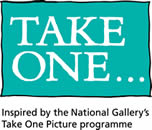 TAKE
ONE...
Inspired by the National Gallery's
Take One Picture programme